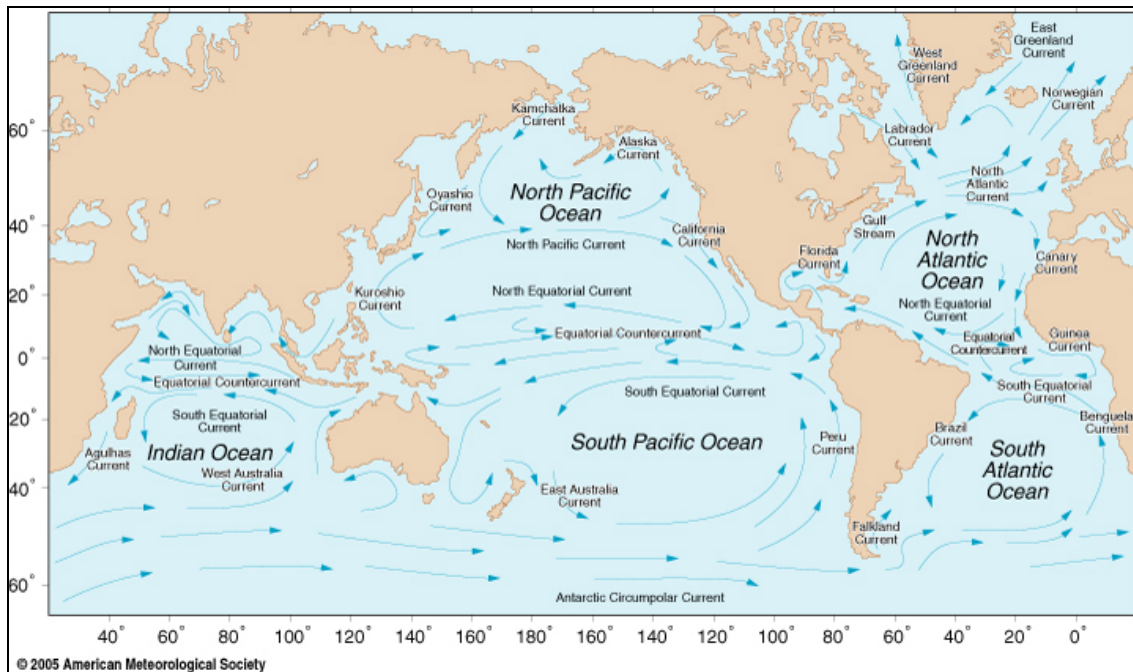 East
Greenland
Current
West
Greenland
Current
Norwegian
Current
Kamchatka
Current
Labrador
Current
60°
Alaska
Current
North
Atlantic
Current
Oyashio
Current
North Pacific
Ocean
40°
Gulf
Stream
California
Current
North Pacific Current
North
Atlantic
Ocean
Florida
Current
Canary
Current
Kuroshio
Current
20°
North Equatorial Current
North Equatorial
Current
Equatorial Countercurrent
Equatorial
Countercurrent
Guinea
Current
0°
North Equatorial
Current
Equatorial Countercurrent
South Equatorial Current
South Equatorial
Current
20°
South Equatorial
Current
Benguela
Current
Brazil
Current
Peru
Current
South Pacific Ocean
South
Atlantic
Ocean
Agulhas
Current
Indian Ocean
West Australia
Current
40°
East Australia
Current
Falkland
Current
60°
Antarctic Circumpolar Current
40° 60° 80° 100° 120° 140° 160° 180° 160° 140° 120° 100° 80° 60° 40° 20° 0°
© 2005 American Meteorological Society